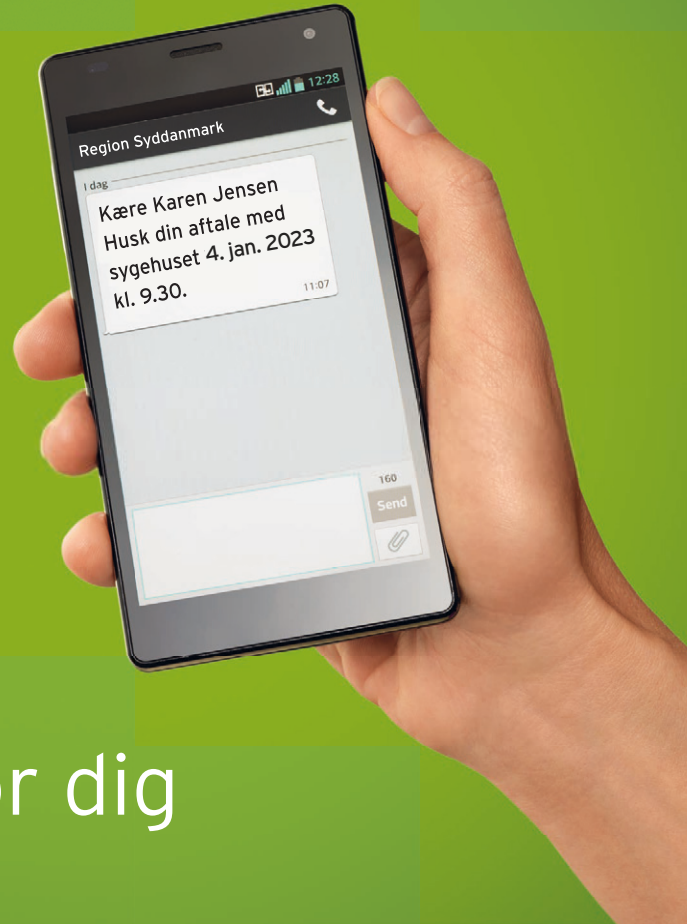 12:28
Region Syddanmark
I dag
Kære Karen Jensen
Husk din aftale med
sygehuset 4. jan. 2023
kl. 9.30.
11:07
160
Send
r dig